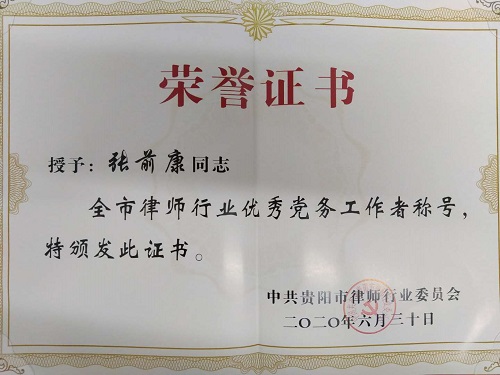 荣誉证书
授予：张前康同志
全市律师行业优秀党务工作者称号，
特颁发此证书。
中共贵阳市律师行业委员会
二〇二〇年六月三十日